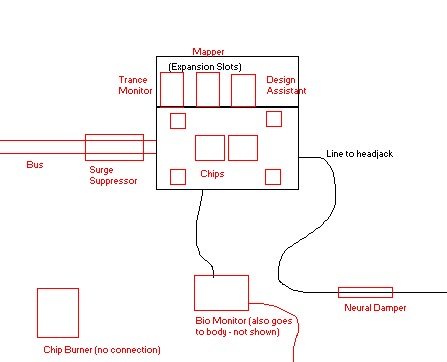 Mapper
(Expansion Slots)
Trance
Monitor
Design
Assistant
Line to headjack
Bus
Surge
Suppressor
Chips
Neural Damper
Bio Monitor (also goes
to body - not shown)
Chip Burner (no connection)